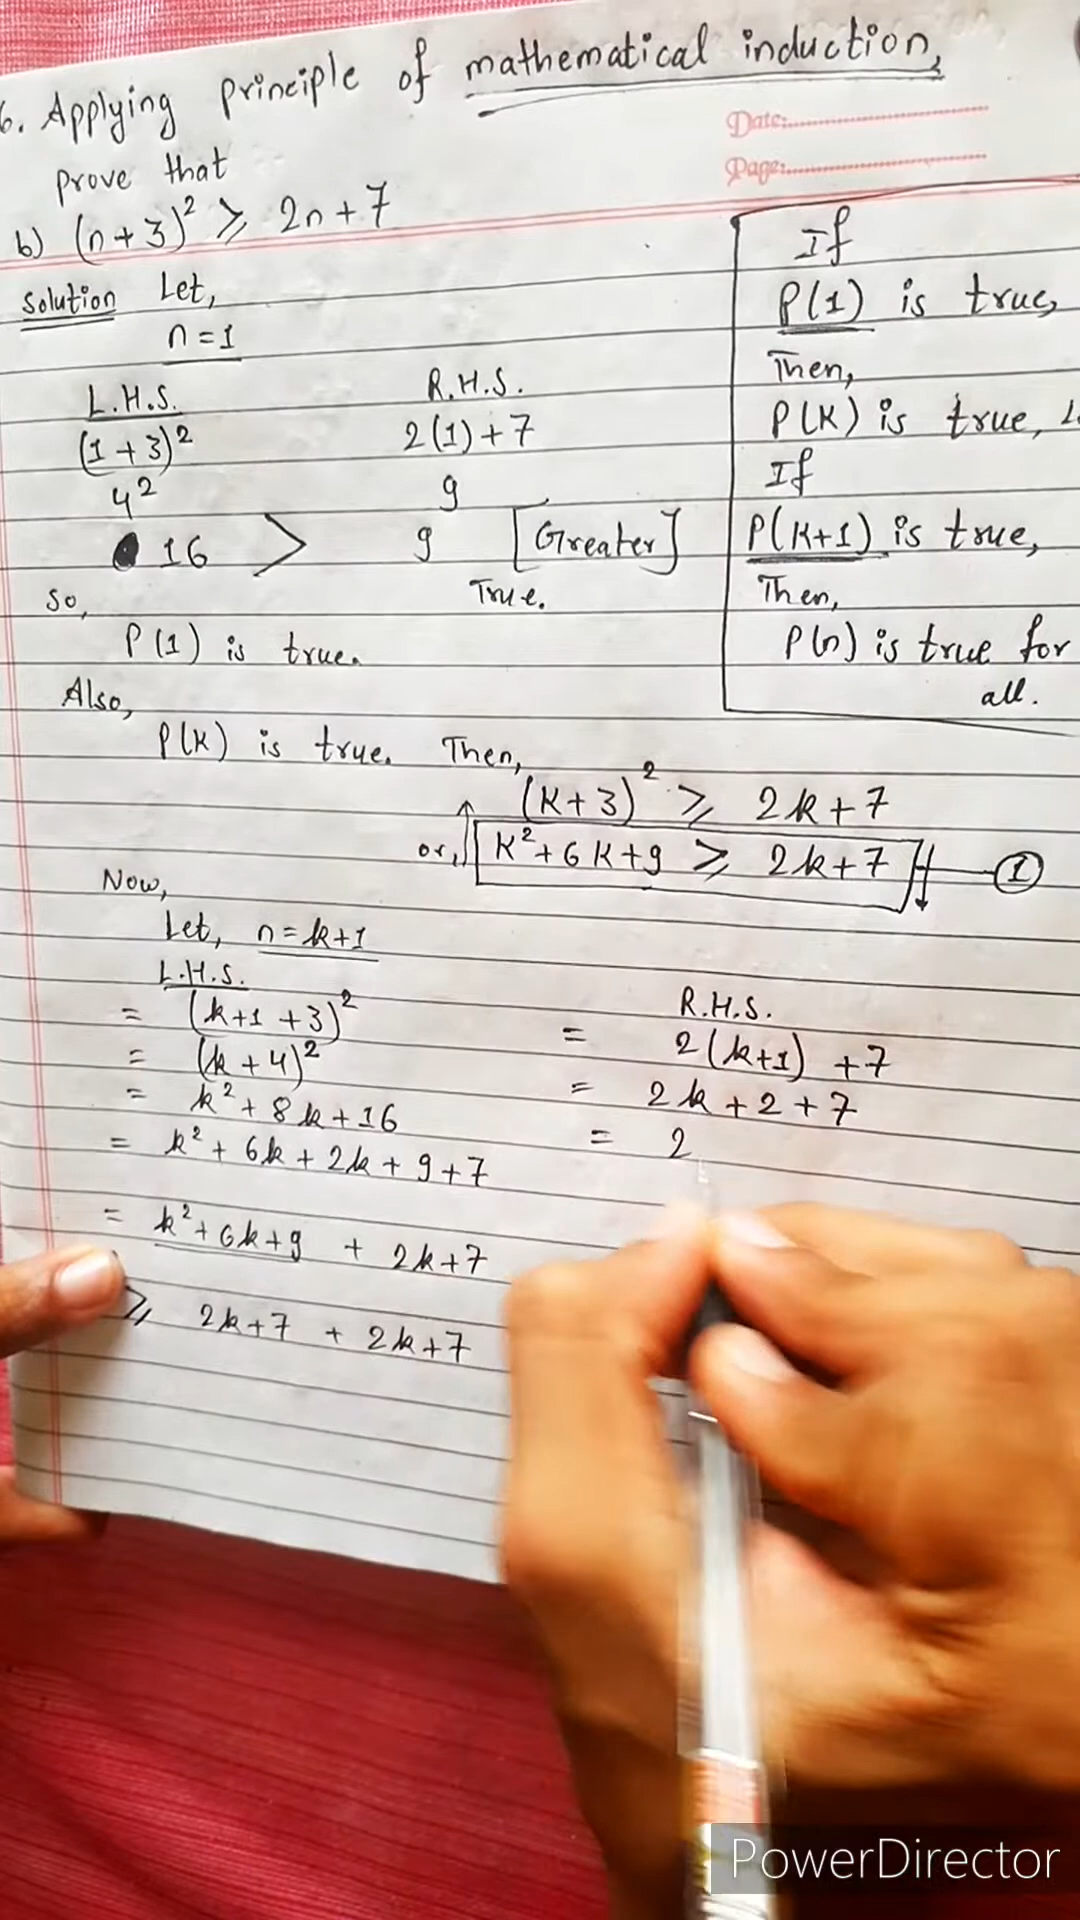 6. Applying principle of mathematical induction,
prove that
Date:
Page:
b) (n+3)² ≥ 2n+7
Solution Let,
n=1
L.H.S. R.H.S.
(1+3)² 2(1)+7
4² 9
16 > 9 [Greater]
So, True.
P(1) is true.
If
P(1) is true,
Then,
P(K) is true,
If
P(K+1) is true,
Then,
P(n) is true for
all.
Also,
P(K) is true. Then,
(K+3)² ≥ 2k+7
or, K²+6K+9 ≥ 2k+7 ①
Now,
Let, n=k+1
L.H.S. R.H.S.
= (k+1+3)² = 2(k+1)+7
= (k+4)² = 2k+2+7
= k²+8k+16 = 2
= k²+6k+2k+9+7
= k²+6k+9 + 2k+7
≥ 2k+7 + 2k+7
PowerDirector